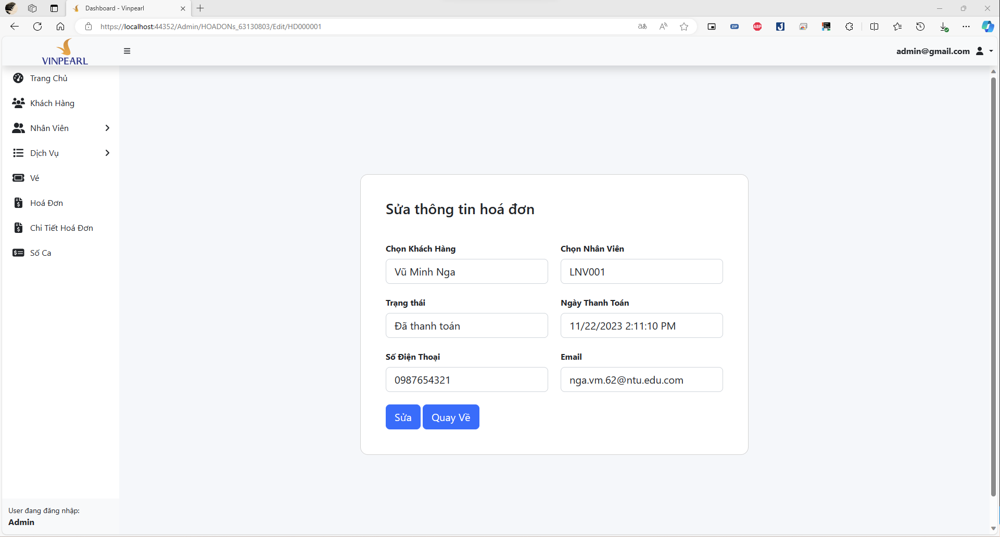 Dashboard - Vinpearl
https://localhost:44352/Admin/HOADONs_63130803/Edit/HD000001
ZIP
ABP
VINPEARL
admin@gmail.com
Trang Chủ
Khách Hàng
Nhân Viên
Dịch Vụ
Vé
Hoá Đơn
Chi Tiết Hoá Đơn
Số Ca
Sửa thông tin hoá đơn
Chọn Khách Hàng
Chọn Nhân Viên
Vũ Minh Nga
LNV001
Trạng thái
Ngày Thanh Toán
Đã thanh toán
11/22/2023 2:11:10 PM
Số Điện Thoại
Email
0987654321
nga.vm.62@ntu.edu.com
Sửa
Quay Về
User đang đăng nhập:
Admin